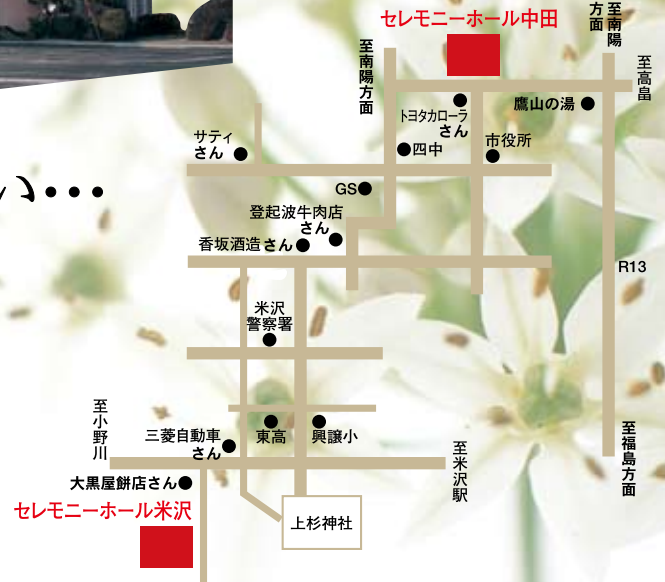 セレモニーホール中田
至南陽方面
至南陽方面
至高畠
トヨタカローラ
さん
鷹山の湯
サティ
さん
四中
市役所
い・・・
GS
登起波牛肉店
さん
香坂酒造さん
R13
米沢
警察署
至小野川
三菱自動車
さん
東高
興譲小
至米沢駅
至福島方面
大黒屋餅店さん
セレモニーホール米沢
上杉神社